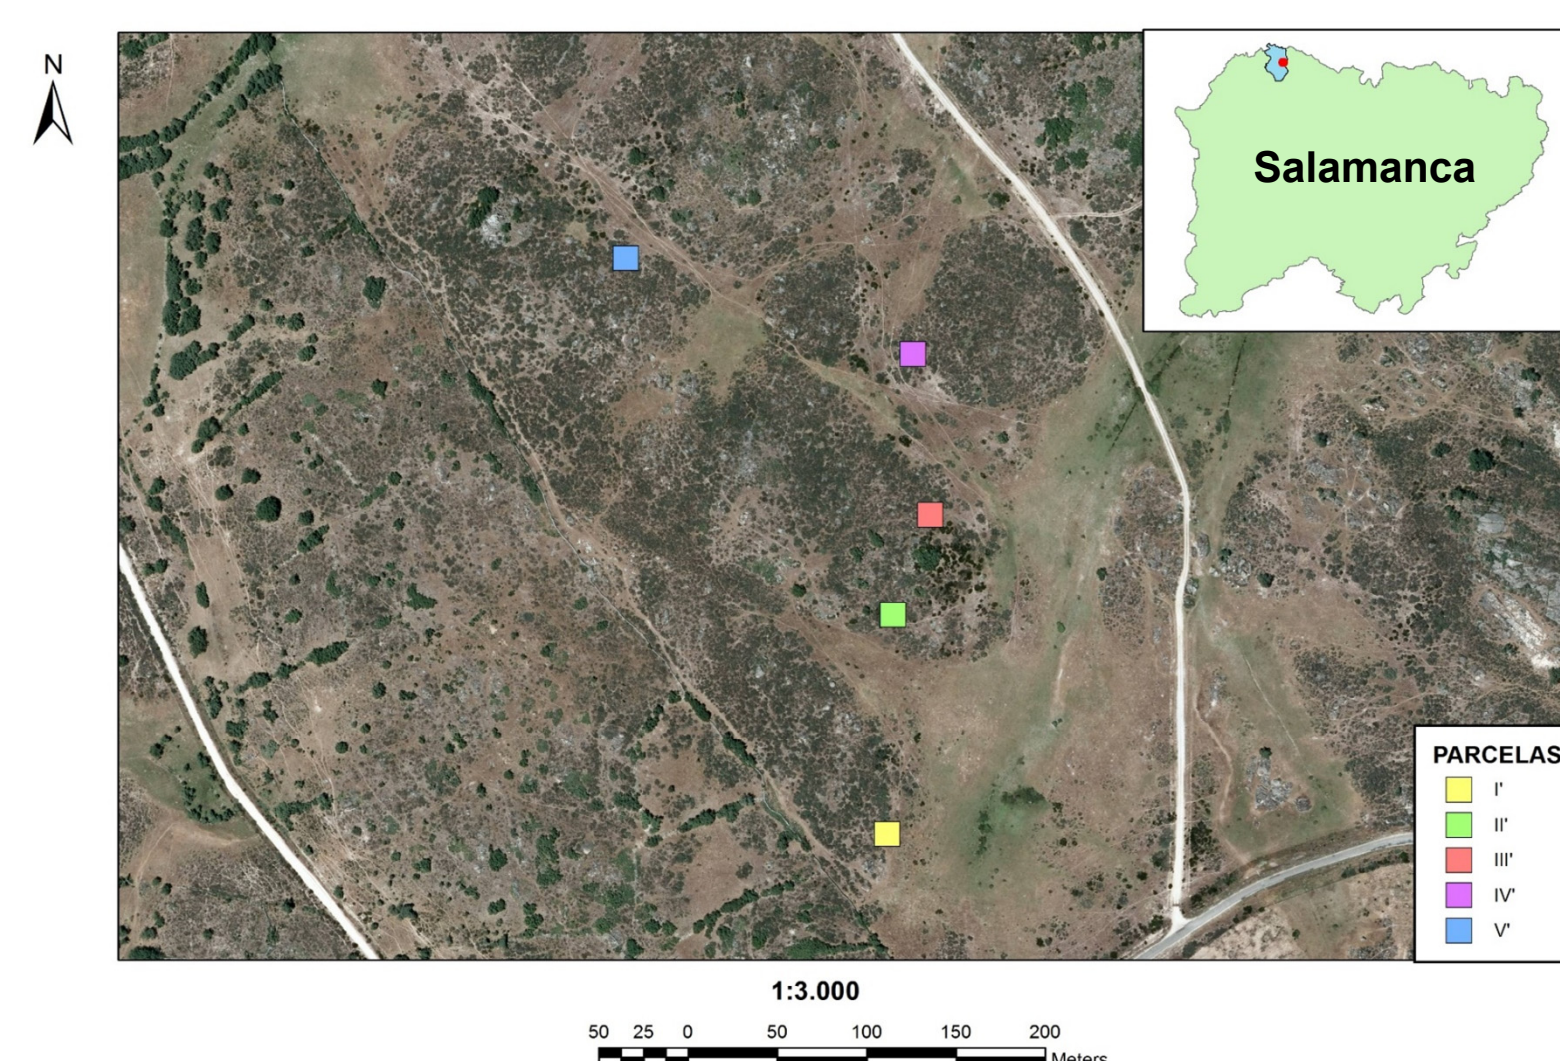 N
Salamanca
PARCELAS
I'
II'
III'
IV'
V'
1:3.000
50 25 0 50 100 150 200
Meters